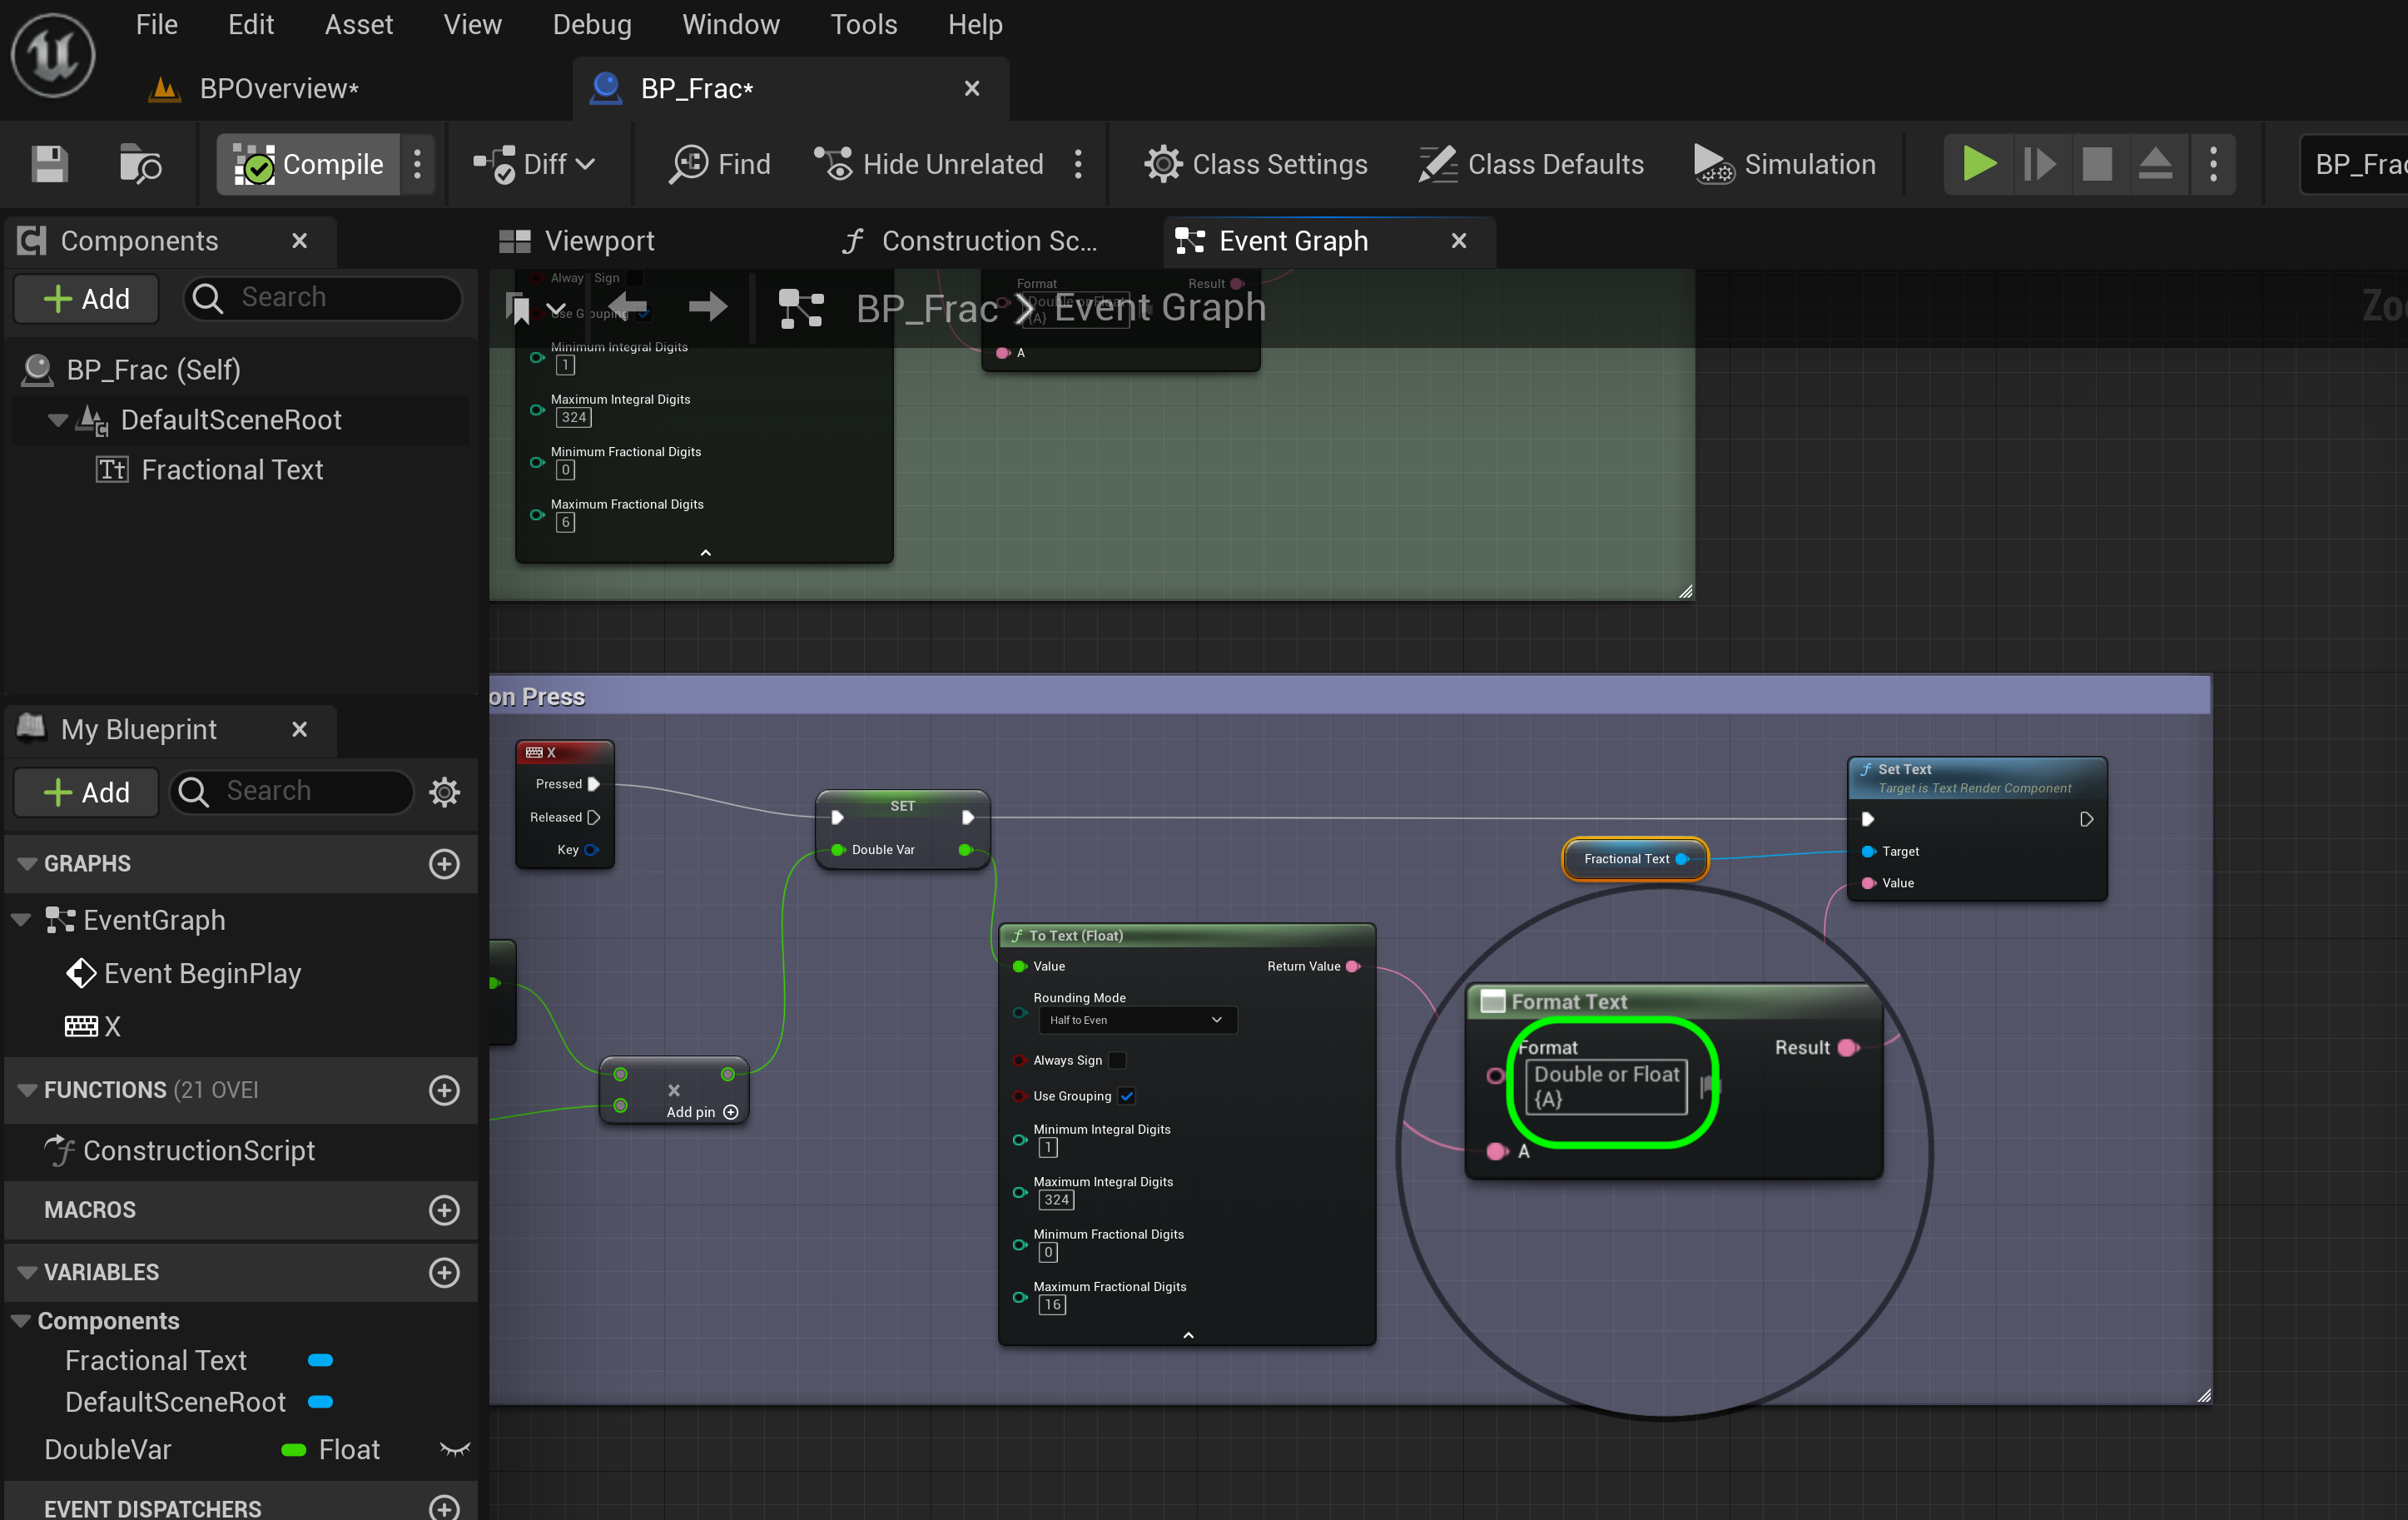 File Edit Asset View Debug Window Tools Help
BPOverview*
BP_Frac*
Compile
Diff
Find
Hide Unrelated
Class Settings
Class Defaults
Simulation
Components
Viewport
Construction Sc...
Event Graph
Add
Search
BP_Frac (Self)
DefaultSceneRoot
Fractional Text
BP_Frac
Event Graph
Use Grouping
Format
Double or Float
{A}
Result
A
Minimum Integral Digits
1
Maximum Integral Digits
324
Minimum Fractional Digits
0
Maximum Fractional Digits
6
My Blueprint
Add
Search
GRAPHS
EventGraph
Event BeginPlay
X
FUNCTIONS
ConstructionScript
MACROS
VARIABLES
Components
Fractional Text
DefaultSceneRoot
DoubleVar Float
EVENT DISPATCHERS
on Press
X
Pressed
Released
Key
SET
Double Var
X
Add pin
To Text (Float)
Value
Return Value
Rounding Mode
Half to Even
Always Sign
Use Grouping
Minimum Integral Digits
1
Maximum Integral Digits
324
Minimum Fractional Digits
0
Maximum Fractional Digits
16
Fractional Text
Set Text
Target is Text Render Component
Target
Value
Format Text
Format
Double or Float
{A}
Result
A